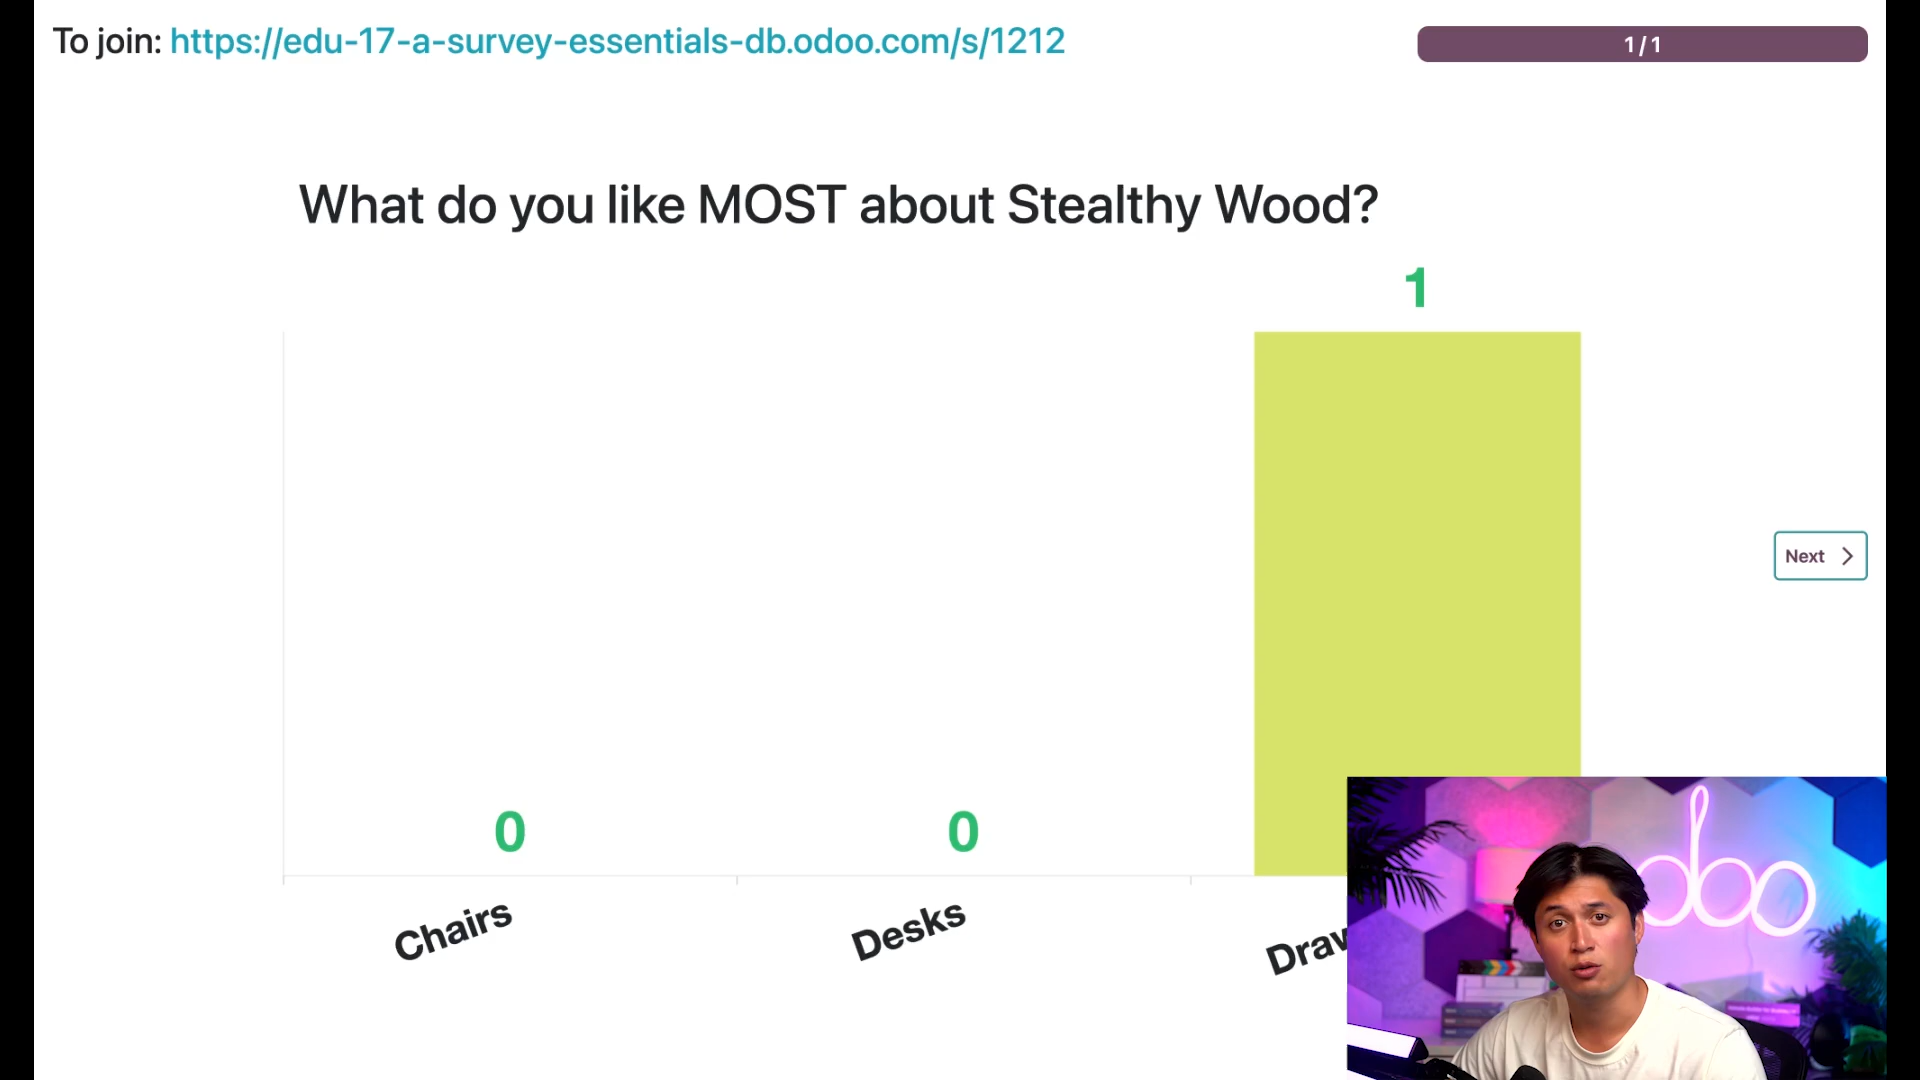 To join: https://edu-17-a-survey-essentials-db.odoo.com/s/1212
1 / 1
What do you like MOST about Stealthy Wood?
1
Next
0
0
Chairs
Desks